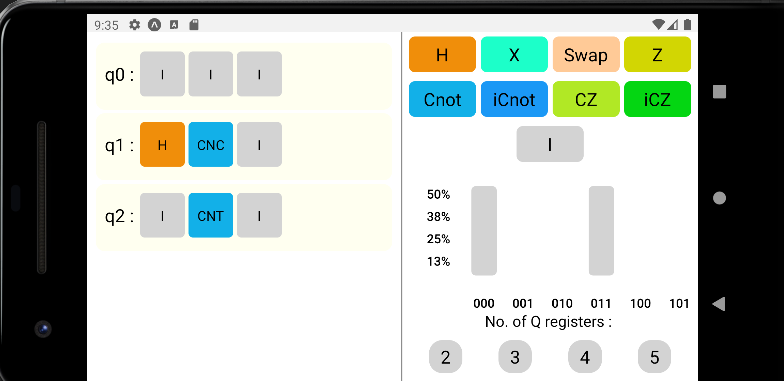 9:35 A A
q0 : I I I
q1 : H CNC I
q2 : I CNT I
H X Swap Z
Cnot iCnot CZ iCZ
I
50%
38%
25%
13%
000 001 010 011 100 101
No. of Q registers :
2 3 4 5